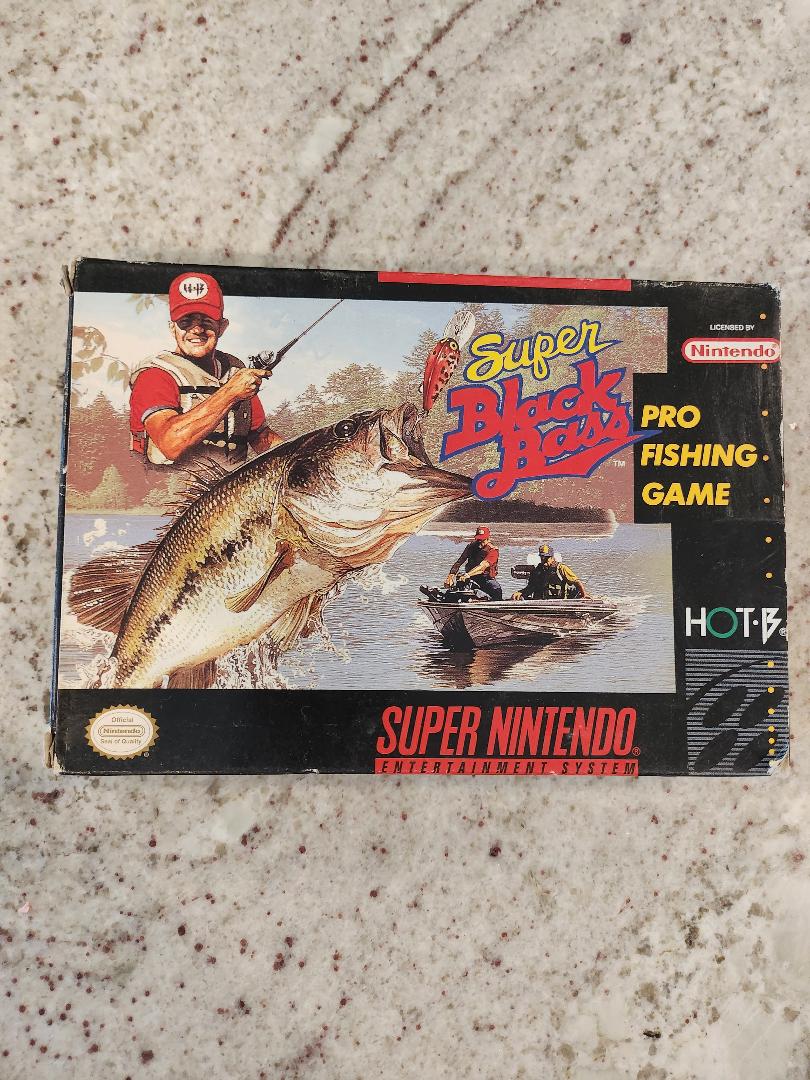 H·B
LICENSED BY
Nintendo®
Super
Black
Bass
™
PRO
FISHING
GAME
HOT·B®
Official
Nintendo
Seal of Quality
®
SUPER NINTENDO®
ENTERTAINMENT SYSTEM